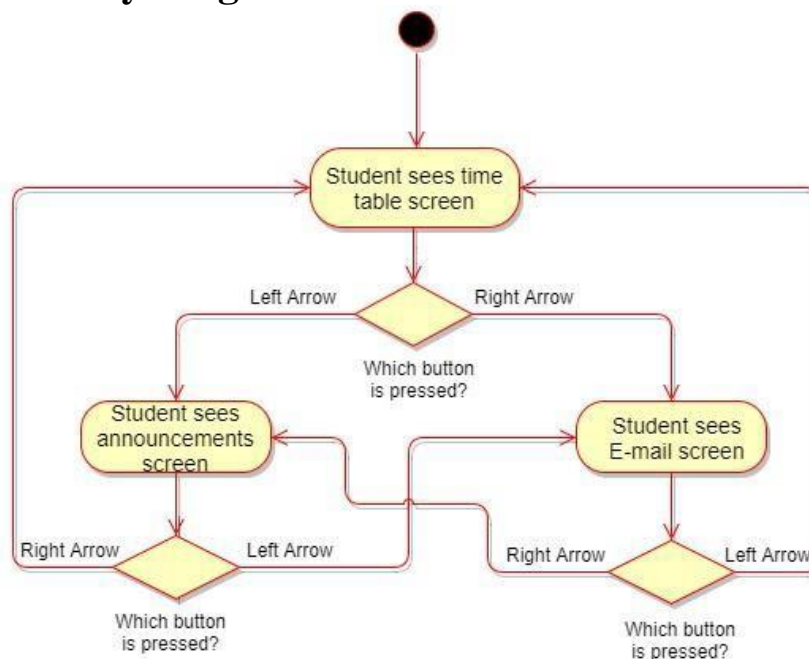 Student sees time
table screen
Left Arrow
Right Arrow
Which button
is pressed?
Student sees
announcements
screen
Student sees
E-mail screen
Right Arrow
Left Arrow
Right Arrow
Left Arrow
Which button
is pressed?
Which button
is pressed?